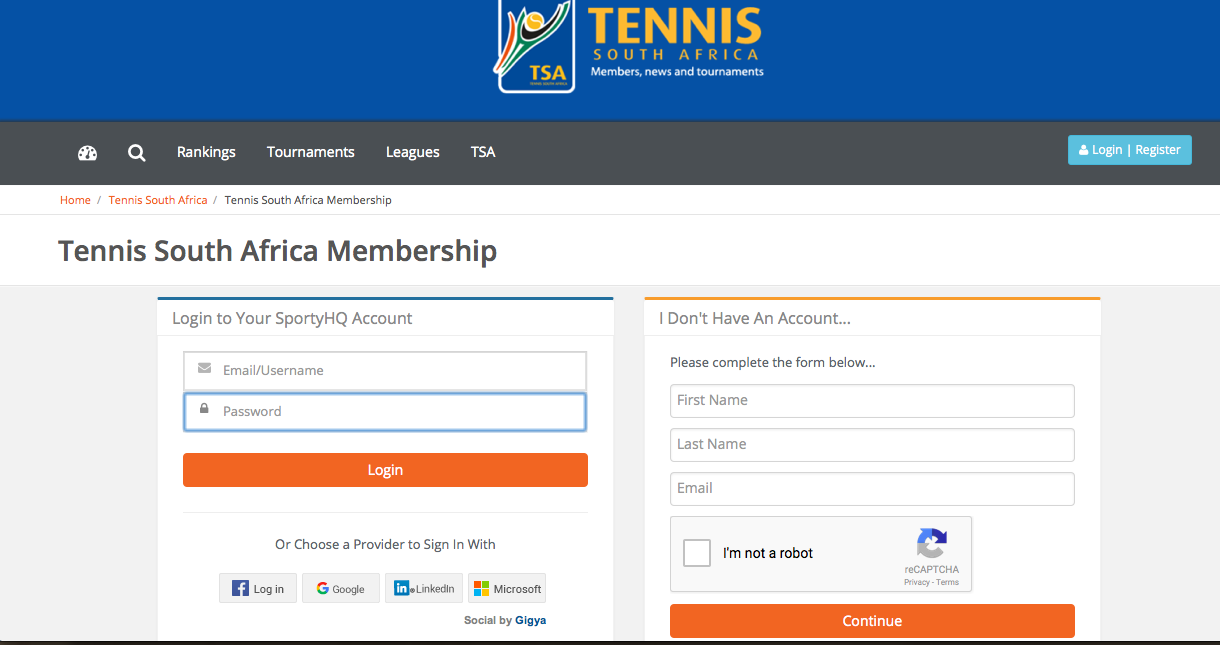 TENNIS
SOUTH AFRICA
TSA
Members, news and tournaments
Rankings Tournaments Leagues TSA Login | Register
Home / Tennis South Africa / Tennis South Africa Membership
Tennis South Africa Membership
Login to Your SportyHQ Account
Email/Username
Password
Login
Or Choose a Provider to Sign In With
Log in Google LinkedIn Microsoft
Social by Gigya
I Don't Have An Account...
Please complete the form below...
First Name
Last Name
Email
I'm not a robot
reCAPTCHA
Privacy - Terms
Continue